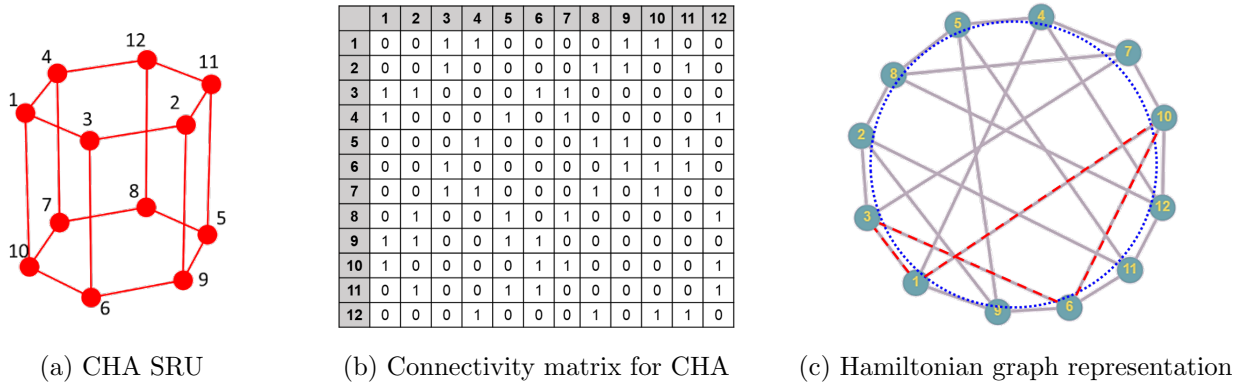 12
4
11
1
3
2
7
8
5
10
6
9
(a) CHA SRU
1 2 3 4 5 6 7 8 9 10 11 12
1 0 0 1 1 0 0 0 0 1 1 0 0
2 0 0 1 0 0 0 0 1 1 0 1 0
3 1 1 0 0 0 1 1 0 0 0 0 0
4 1 0 0 0 1 0 1 0 0 0 0 1
5 0 0 0 1 0 0 0 1 1 0 1 0
6 0 0 1 0 0 0 0 0 1 1 1 0
7 0 0 1 1 0 0 0 1 0 1 0 0
8 0 1 0 0 1 0 1 0 0 0 0 1
9 1 1 0 0 1 1 0 0 0 0 0 0
10 1 0 0 0 0 1 1 0 0 0 0 1
11 0 1 0 0 1 1 0 0 0 0 0 1
12 0 0 0 1 0 0 0 1 0 1 1 0
(b) Connectivity matrix for CHA
5
4
7
8
10
2
12
3
11
1
6
9
(c) Hamiltonian graph representation